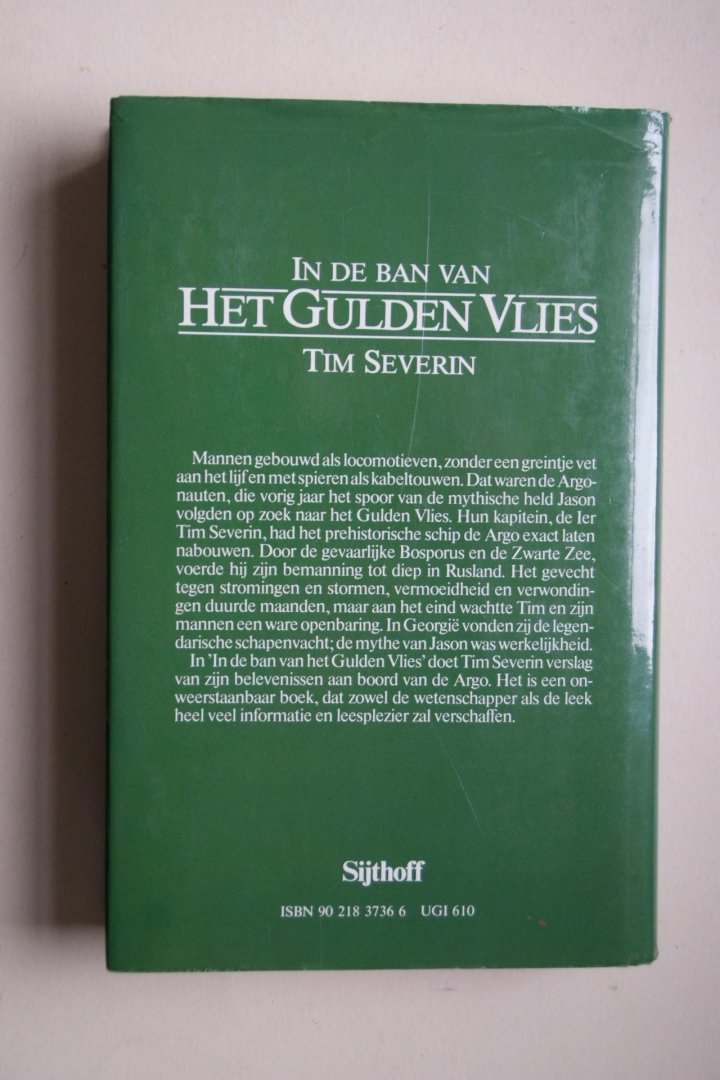 IN DE BAN VAN
HET GULDEN VLIES
TIM SEVERIN
Mannen gebouwd als locomotieven, zonder een greintje vet
aan het lijf en met spieren als kabeltouwen. Dat waren de Argo-
nauten, die vorig jaar het spoor van de mythische held Jason
volgden op zoek naar het Gulden Vlies. Hun kapitein, de Ier
Tim Severin, had het prehistorische schip de Argo exact laten
nabouwen. Door de gevaarlijke Bosporus en de Zwarte Zee,
voerde hij zijn bemanning tot diep in Rusland. Het gevecht
tegen stromingen en stormen, vermoeidheid en verwondin-
gen duurde maanden, maar aan het eind wachtte Tim en zijn
mannen een ware openbaring. In Georgië vonden zij de legen-
darische schapenvacht; de mythe van Jason was werkelijkheid.
In 'In de ban van het Gulden Vlies' doet Tim Severin verslag
van zijn belevenissen aan boord van de Argo. Het is een on-
weerstaanbaar boek, dat zowel de wetenschapper als de leek
heel veel informatie en leesplezier zal verschaffen.
Sijthoff
ISBN 90 218 3736 6 UGI 610